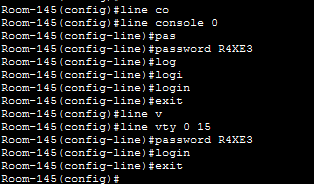 Room-145(config)#line co
Room-145(config)#line console 0
Room-145(config-line)#pas
Room-145(config-line)#password R4XE3
Room-145(config-line)#log
Room-145(config-line)#logi
Room-145(config-line)#login
Room-145(config-line)#exit
Room-145(config)#line v
Room-145(config)#line vty 0 15
Room-145(config-line)#password R4XE3
Room-145(config-line)#login
Room-145(config-line)#exit
Room-145(config)#